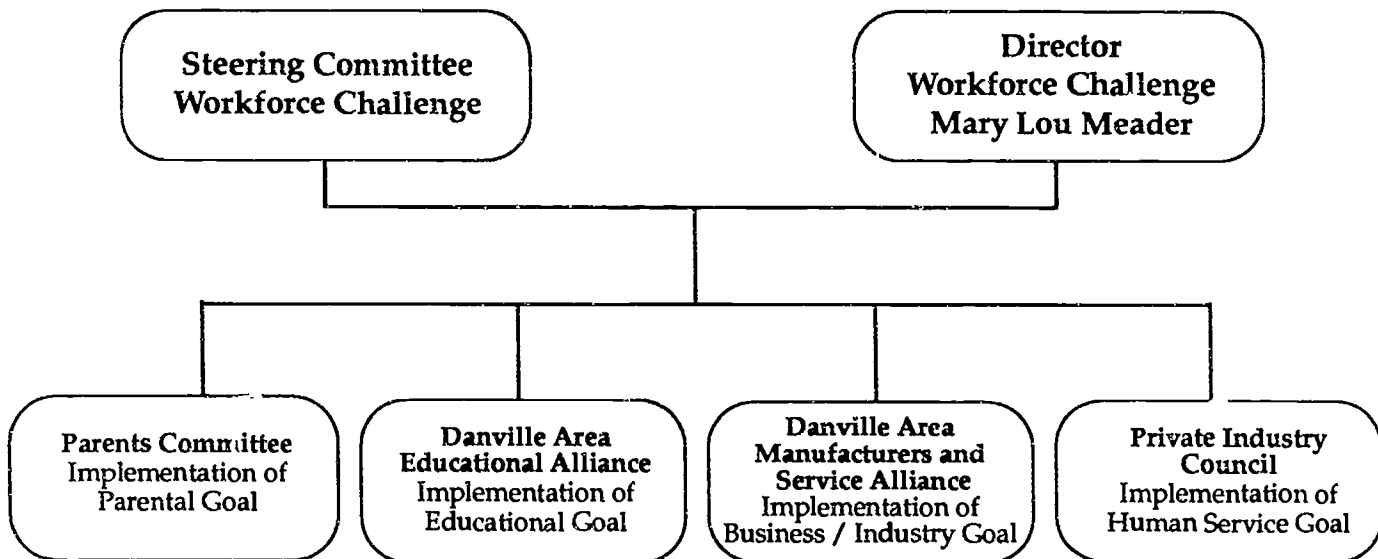 Steering Committee
Workforce Challenge
Director
Workforce Challenge
Mary Lou Meader
Parents Committee
Implementation of
Parental Goal
Danville Area
Educational Alliance
Implementation of
Educational Goal
Danville Area
Manufacturers and
Service Alliance
Implementation of
Business / Industry Goal
Private Industry
Council
Implementation of
Human Service Goal